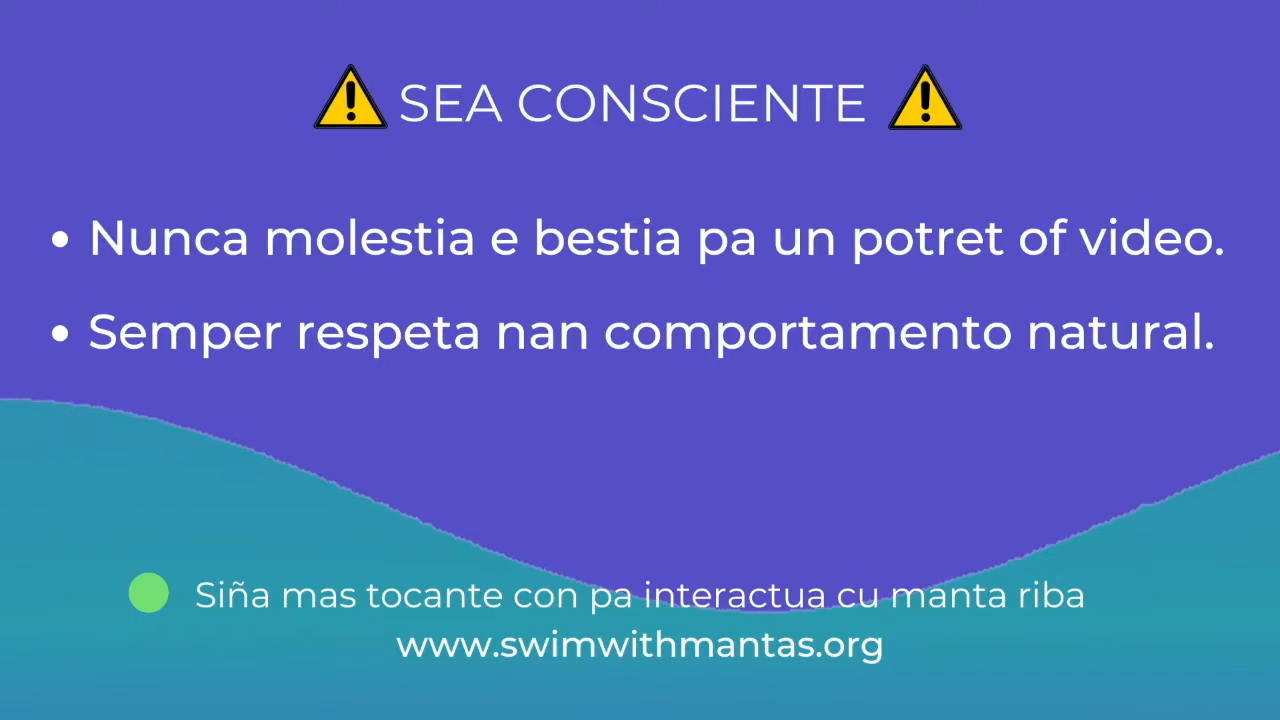 SEA CONSCIENTE
• Nunca molestia e bestia pa un potret of video.
• Semper respeta nan comportamento natural.
Siña mas tocante con pa interactua cu manta riba
www.swimwithmantas.org